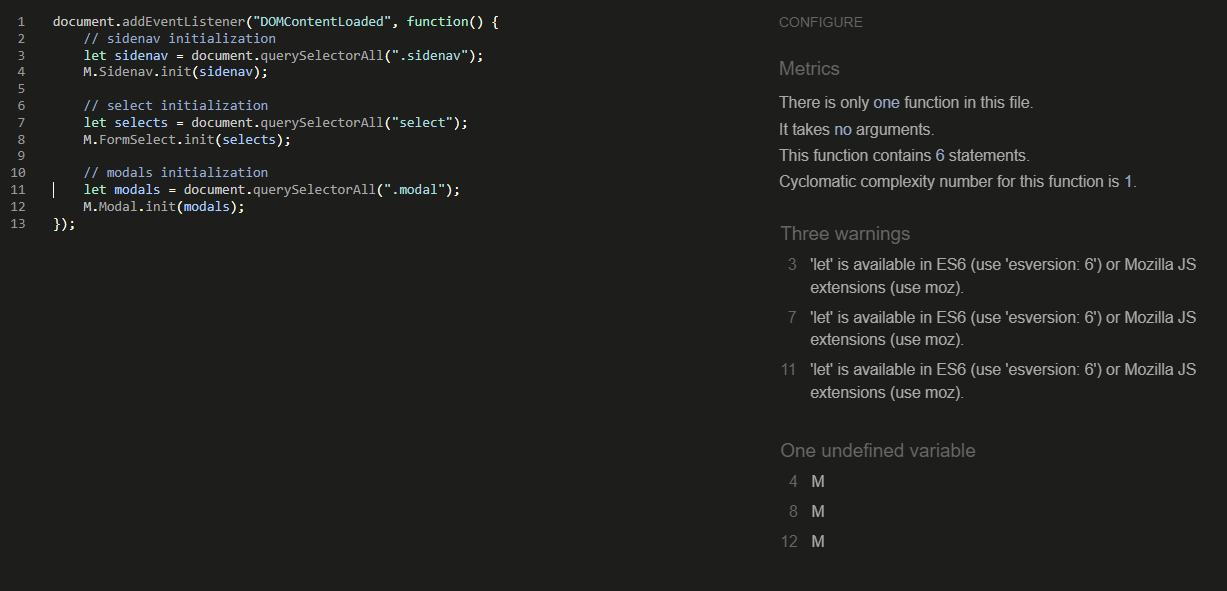 1 document.addEventListener("DOMContentLoaded", function() {
2 // sidenav initialization
3 let sidenav = document.querySelectorAll(".sidenav");
4 M.Sidenav.init(sidenav);
5
6 // select initialization
7 let selects = document.querySelectorAll("select");
8 M.FormSelect.init(selects);
9
10 // modals initialization
11 let modals = document.querySelectorAll(".modal");
12 M.Modal.init(modals);
13 });
CONFIGURE
Metrics
There is only one function in this file.
It takes no arguments.
This function contains 6 statements.
Cyclomatic complexity number for this function is 1.
Three warnings
3 'let' is available in ES6 (use 'esversion: 6') or Mozilla JS
extensions (use moz).
7 'let' is available in ES6 (use 'esversion: 6') or Mozilla JS
extensions (use moz).
11 'let' is available in ES6 (use 'esversion: 6') or Mozilla JS
extensions (use moz).
One undefined variable
4 M
8 M
12 M